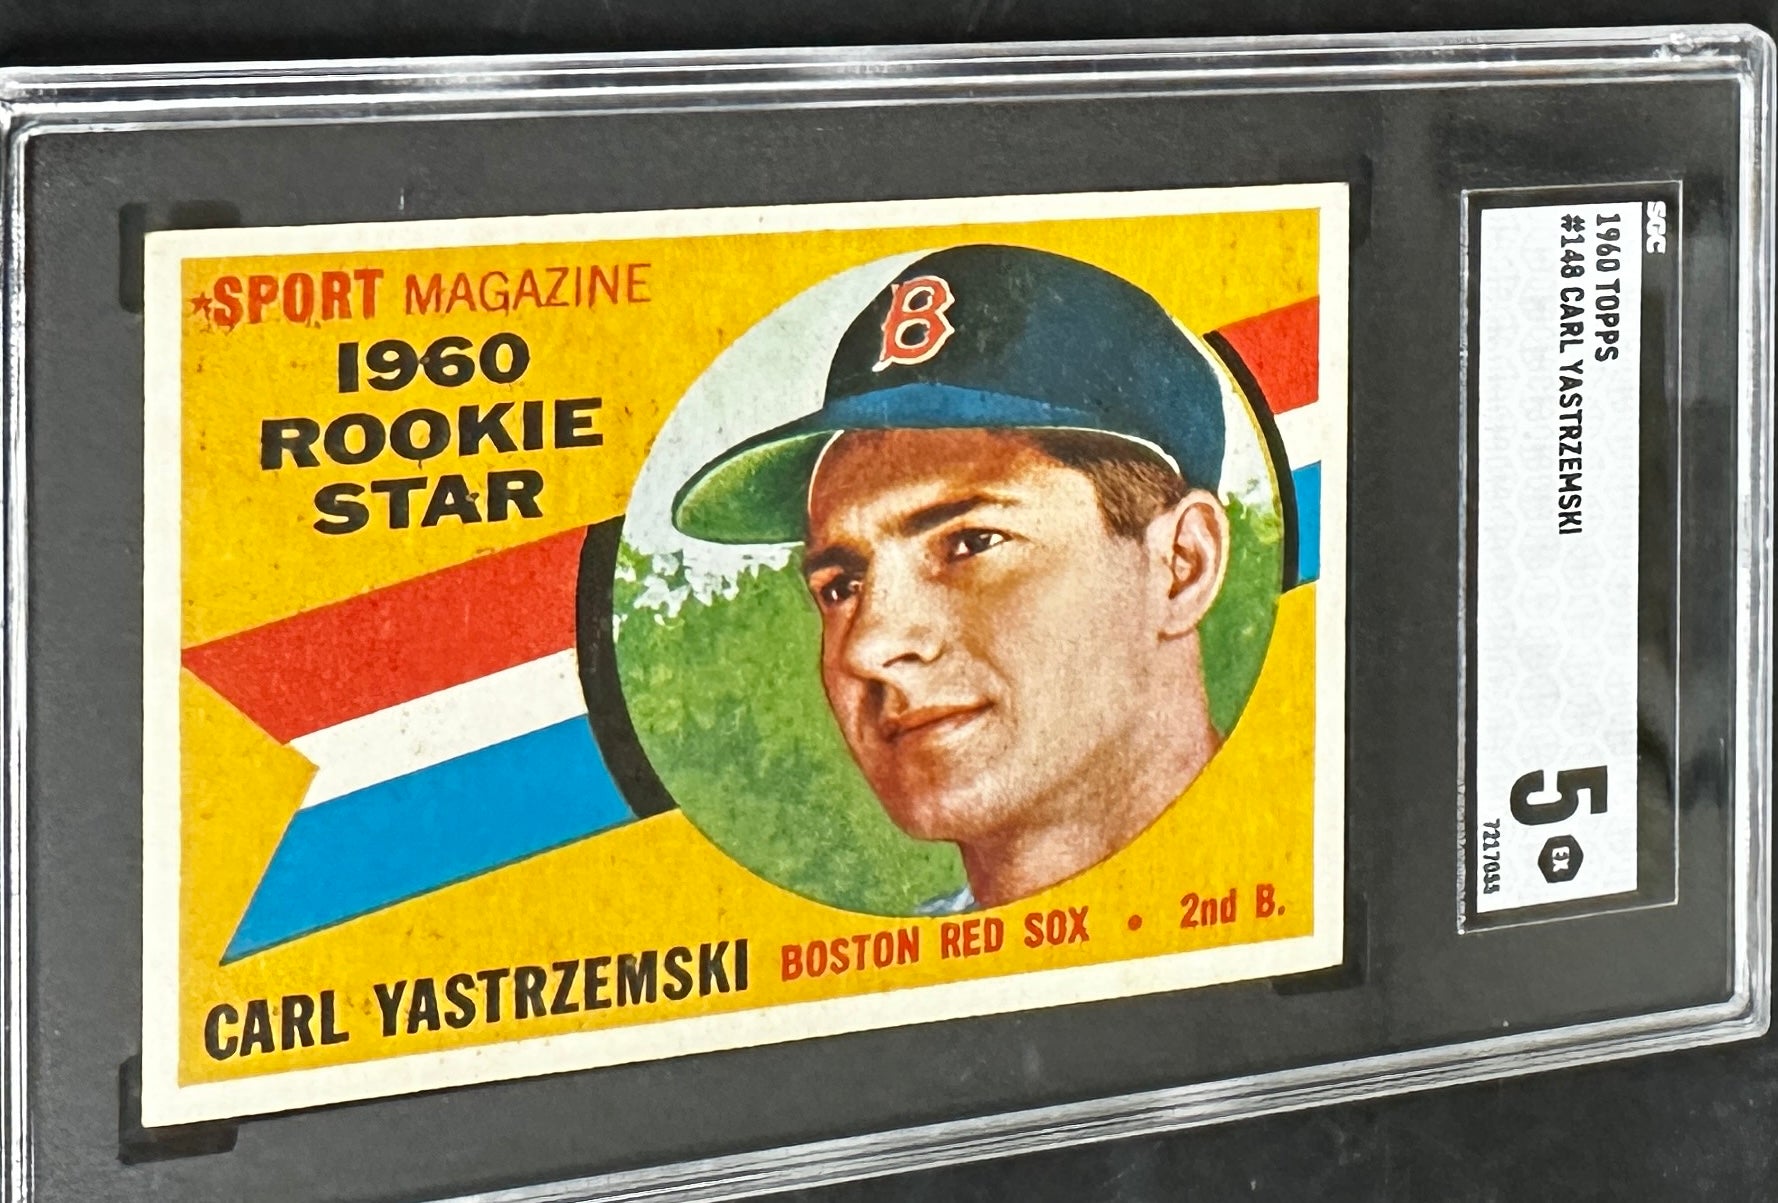 ★SPORT MAGAZINE
1960
ROOKIE
STAR
B
CARL YASTRZEMSKI BOSTON RED SOX • 2nd B.
SGC
1960 TOPPS
#148 CARL YASTRZEMSKI
5
EX